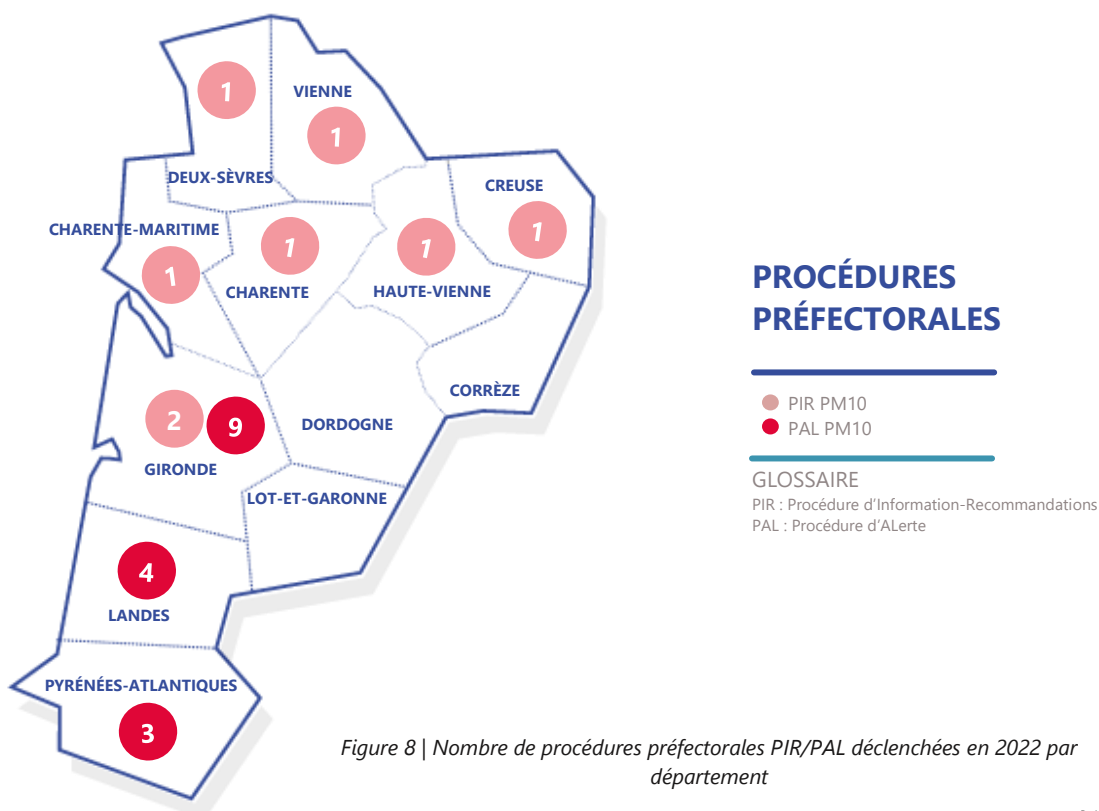 1
VIENNE
1
DEUX-SÈVRES
CREUSE
1
CHARENTE-MARITIME
1
1
1
CHARENTE
HAUTE-VIENNE
CORRÈZE
2
9
DORDOGNE
GIRONDE
LOT-ET-GARONNE
4
LANDES
PYRÉNÉES-ATLANTIQUES
3
PROCÉDURES
PRÉFECTORALES
PIR PM10
PAL PM10
GLOSSAIRE
PIR : Procédure d'Information-Recommandations
PAL : Procédure d'ALerte
Figure 8 | Nombre de procédures préfectorales PIR/PAL déclenchées en 2022 par
département